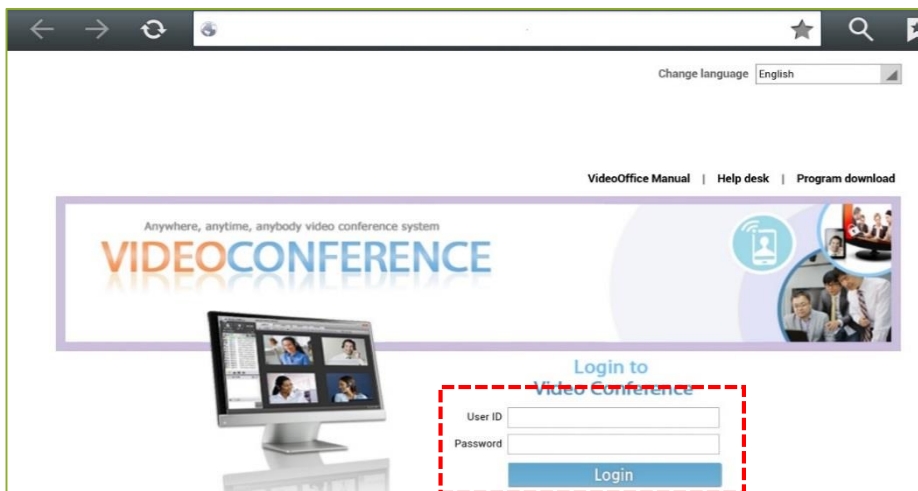 Change language English
VideoOffice Manual | Help desk | Program download
Anywhere, anytime, anybody video conference system
VIDEOCONFERENCE
Login to
Video Conference
User ID
Password
Login